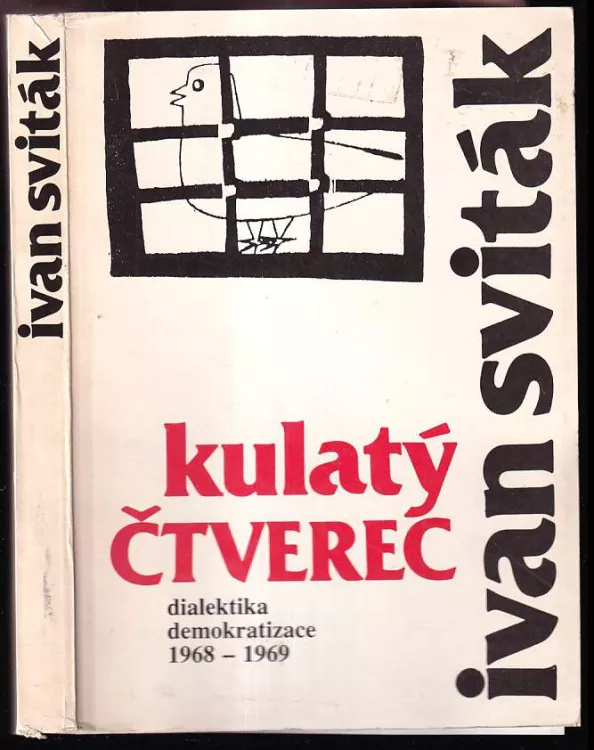 ivan sviták
kulatý
ČTVEREC
dialektika
demokratizace
1968 – 1969
ivan sviták